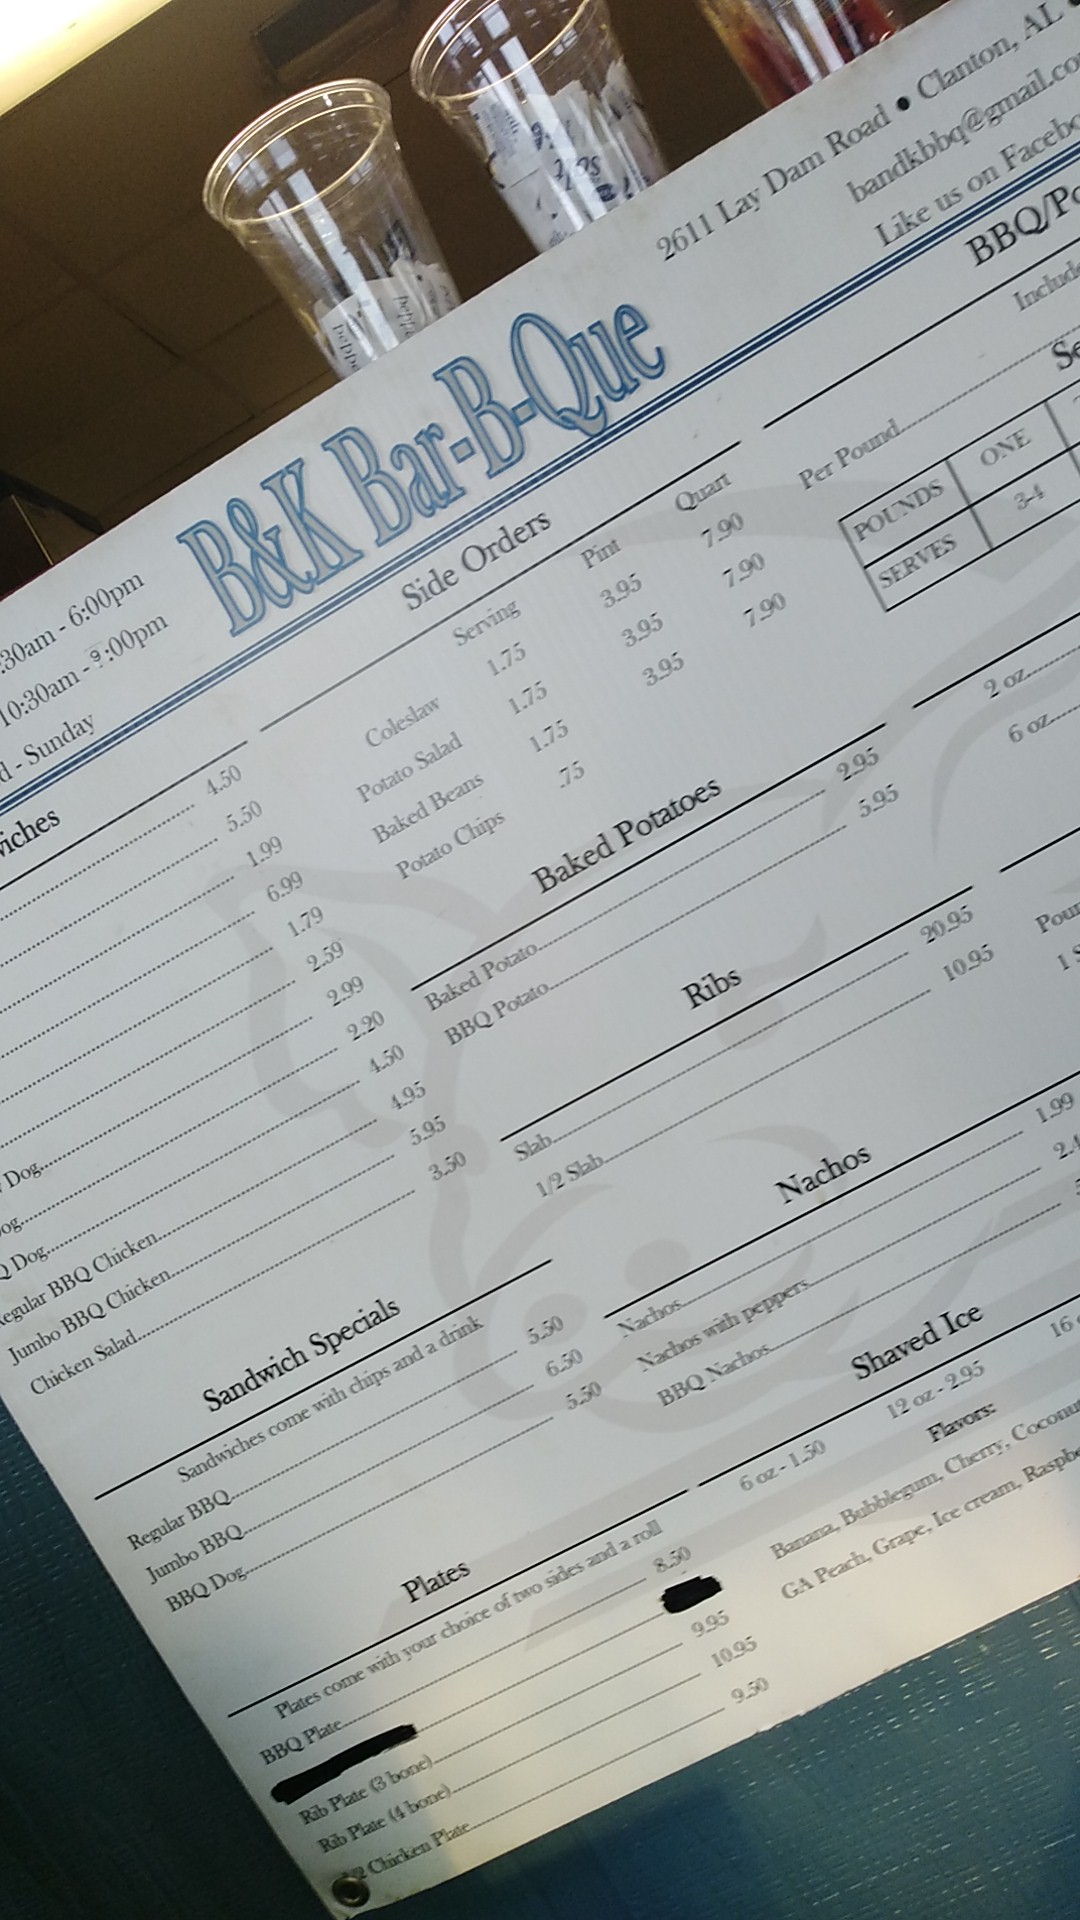 2611 Lay Dam Road • Clanton, AL •
bandkbbq@gmail.co
Like us on Facebo
:30am - 6:00pm
10:30am - 9:00pm
d - Sunday
B&K Bar-B-Que
wiches
4.50
5.50
1.99
6.99
1.79
2.59
2.99
Dog 2.20
og 4.50
Q Dog 4.95
Regular BBQ Chicken
Jumbo BBQ Chicken 5.95
Chicken Salad 3.50
Sandwich Specials
Sandwiches come with chips and a drink
Regular BBQ 5.50
Jumbo BBQ 6.50
BBQ Dog 5.50
Plates
Plates come with your choice of two sides and a roll
BBQ Plate 8.50
Rib Plate (3 bone) 9.95
Rib Plate (4 bone) 10.95
1/2 Chicken Plate 9.50
Side Orders
Serving Pint Quart
Coleslaw 1.75 3.95 7.90
Potato Salad 1.75 3.95 7.90
Baked Beans 1.75 3.95 7.90
Potato Chips .75
Baked Potatoes
Baked Potato 2.95
BBQ Potato 5.95
Ribs
Slab 20.95
1/2 Slab 10.95
Nachos
Nachos 1.99
Nachos with peppers 2.4
BBQ Nachos
Shaved Ice
6 oz - 1.50 12 oz - 2.95 16
Flavors:
Banana, Bubblegum, Cherry, Coconu
GA Peach, Grape, Ice cream, Raspbe
BBQ/Po
Include
Per Pound
Se
POUNDS ONE
SERVES 3-4
2 oz
6 oz
Poun
1 S